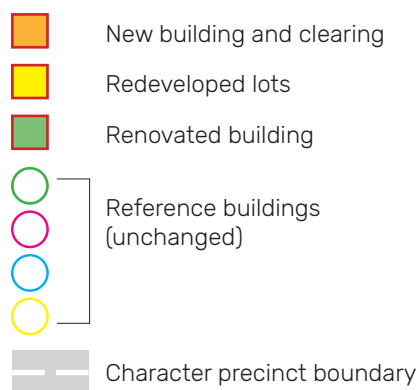 New building and clearing
Redeveloped lots
Renovated building
Reference buildings
(unchanged)
Character precinct boundary